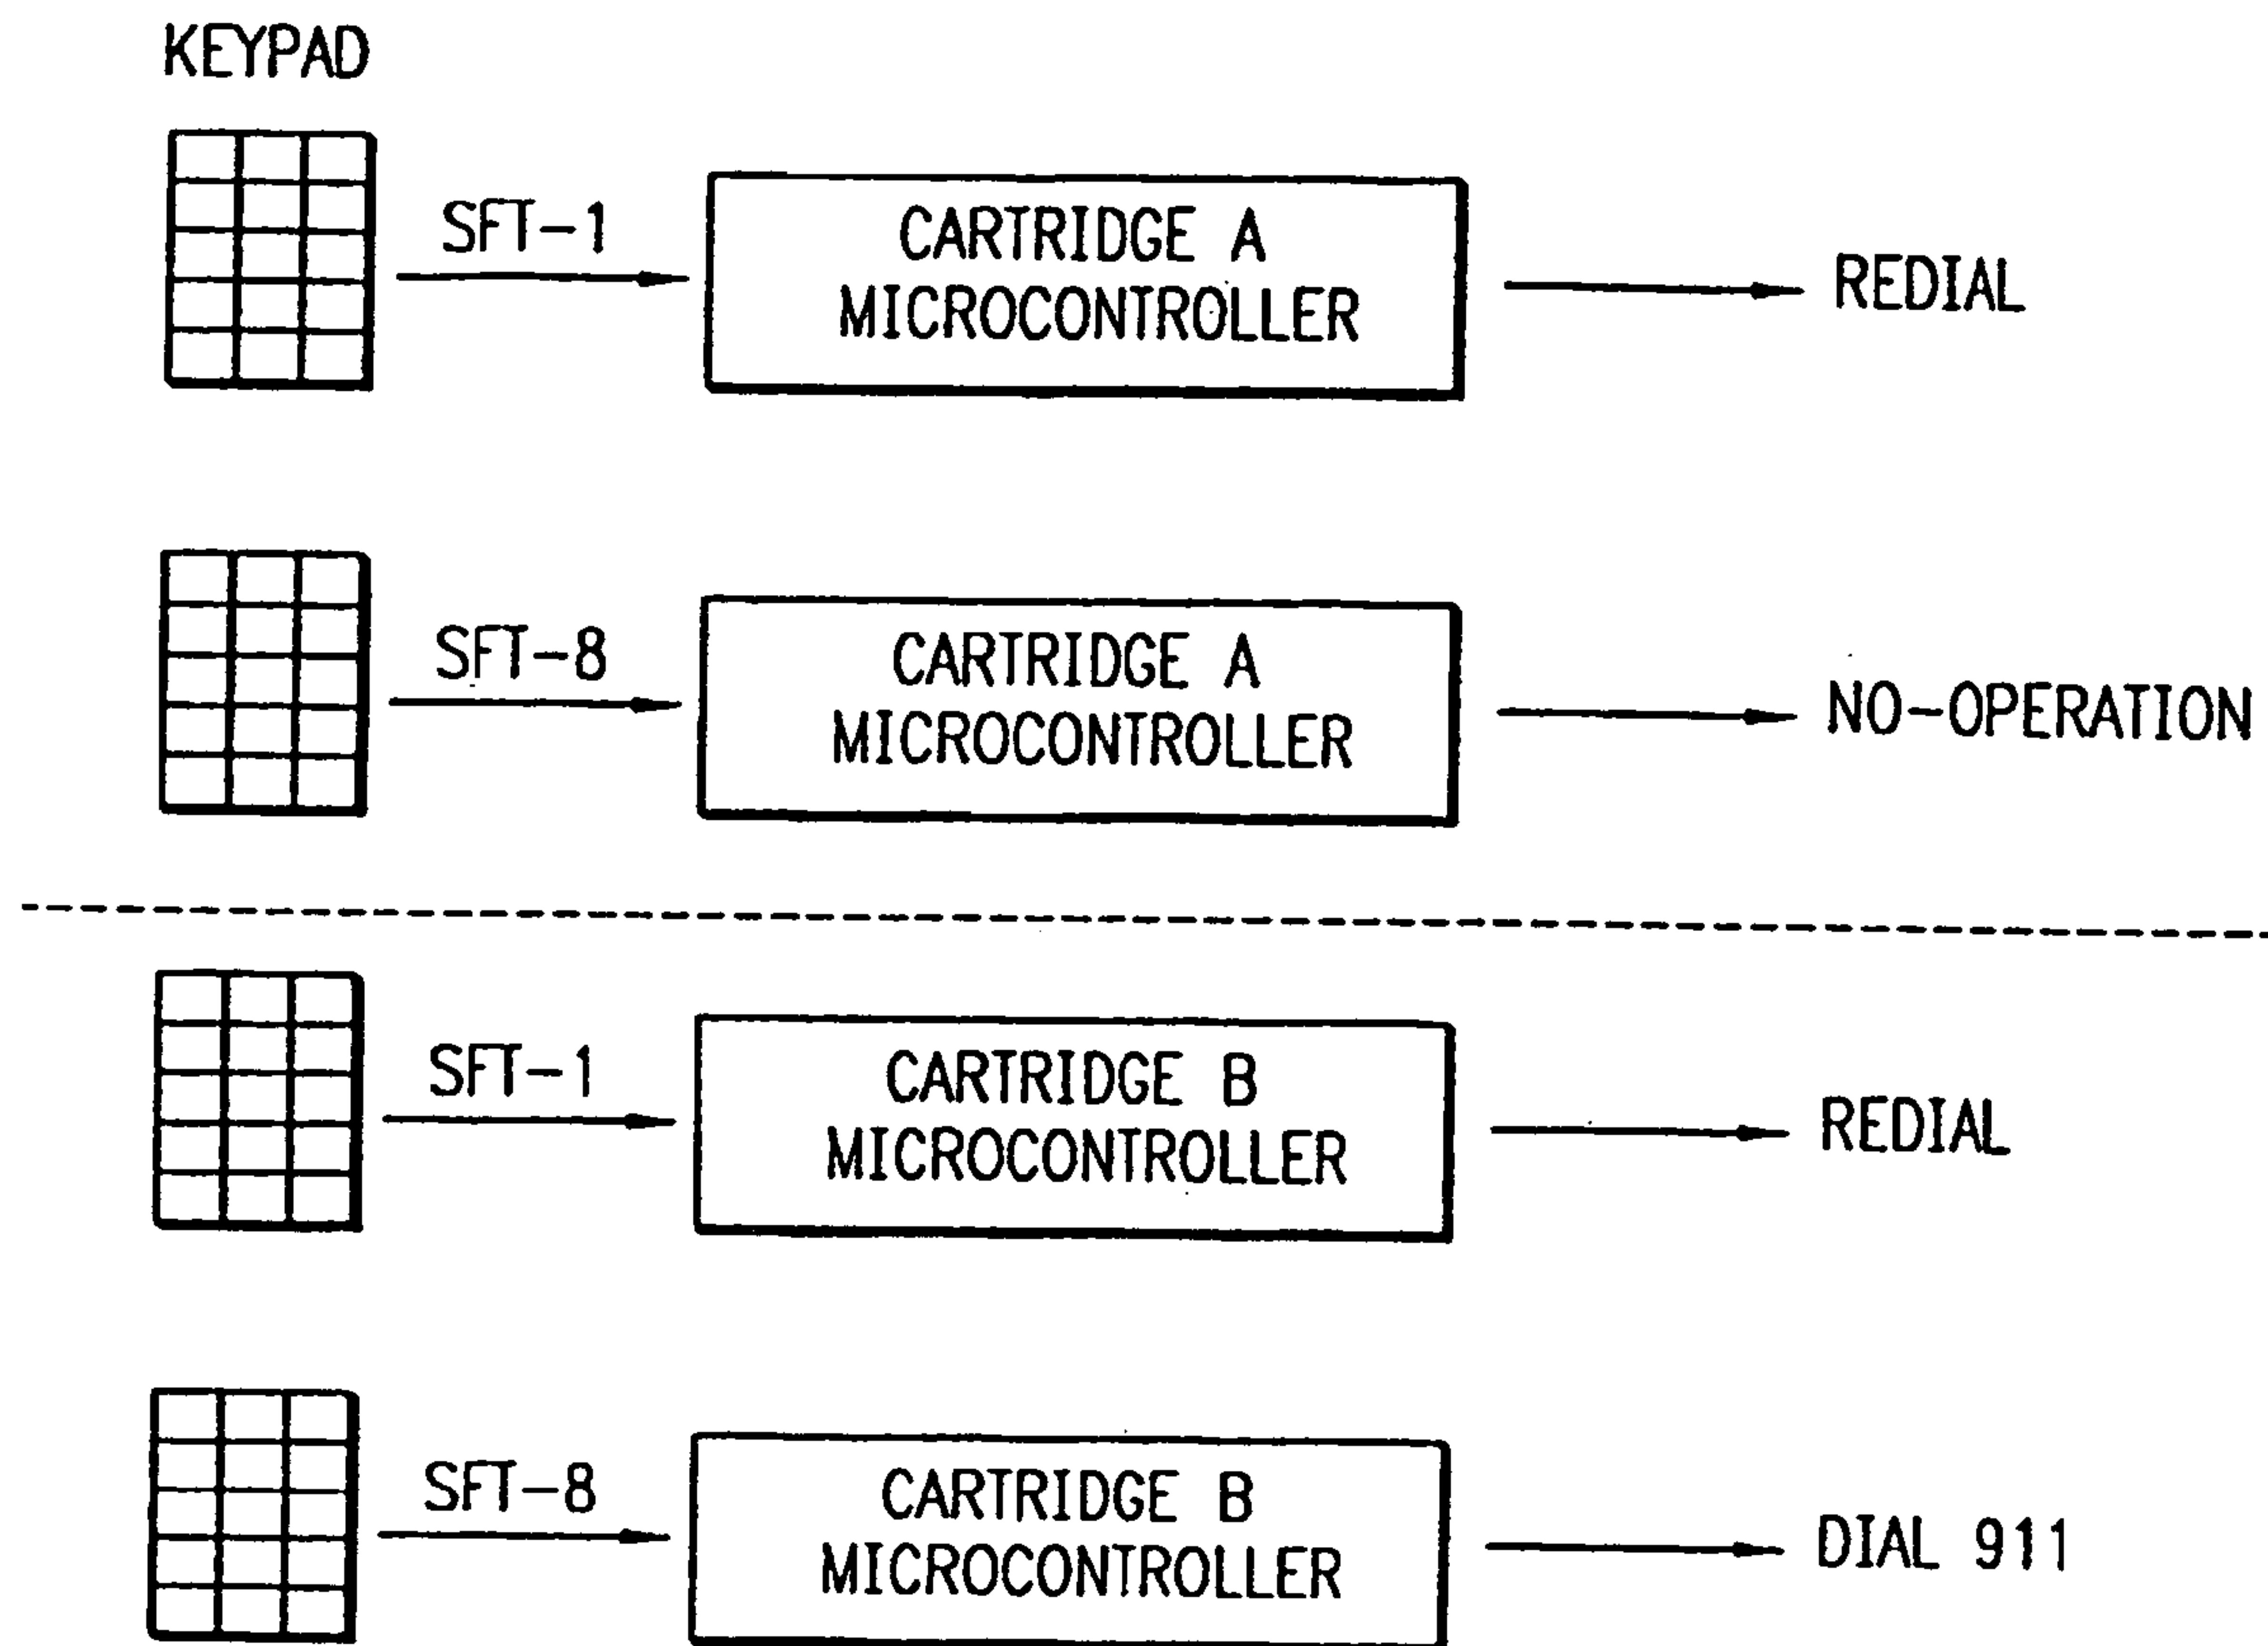 KEYPAD
SFT-1
CARTRIDGE A
MICROCONTROLLER
REDIAL
SFT-8
CARTRIDGE A
MICROCONTROLLER
NO-OPERATION
SFT-1
CARTRIDGE B
MICROCONTROLLER
REDIAL
SFT-8
CARTRIDGE B
MICROCONTROLLER
DIAL 911